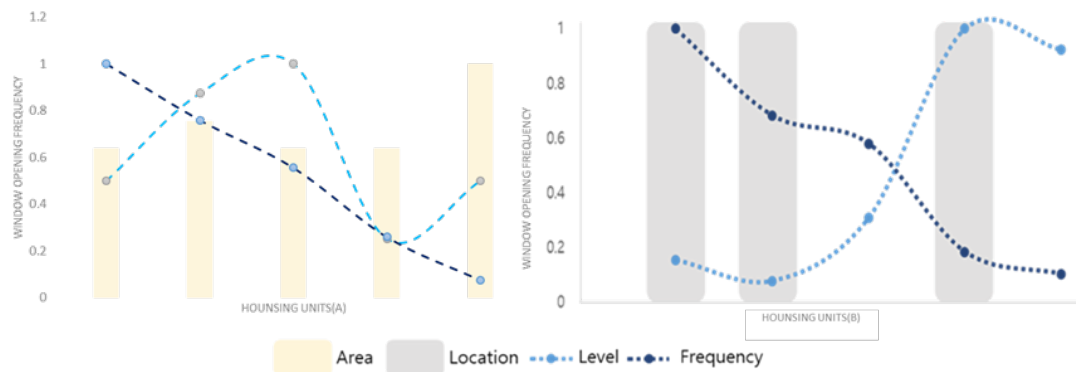 1.2
1
0.8
0.6
0.4
0.2
0
WINDOW OPENING FREQUENCY
HOUNSING UNITS(A)
1
0.8
0.6
0.4
0.2
0
WINDOW OPENING FREQUENCY
HOUNSING UNITS(B)
Area Location Level Frequency